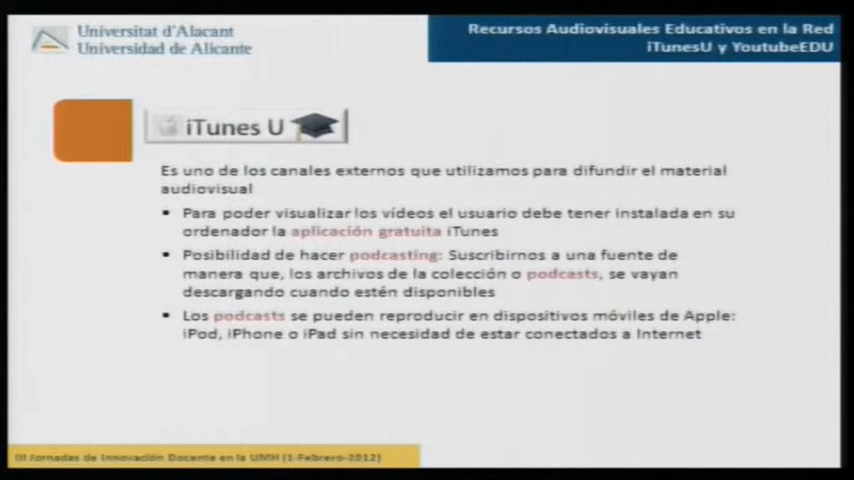 Universitat d'Alacant
Universidad de Alicante
Recursos Audiovisuales Educativos en la Red
iTunesU y YoutubeEDU
iTunes U
Es uno de los canales externos que utilizamos para difundir el material
audiovisual
▪ Para poder visualizar los vídeos el usuario debe tener instalada en su
ordenador la aplicación gratuita iTunes
▪ Posibilidad de hacer podcasting: Suscribirnos a una fuente de
manera que, los archivos de la colección o podcasts, se vayan
descargando cuando estén disponibles
▪ Los podcasts se pueden reproducir en dispositivos móviles de Apple:
iPod, iPhone o iPad sin necesidad de estar conectados a Internet
III Jornadas de Innovación Docente en la UMH (1-Febrero-2012)